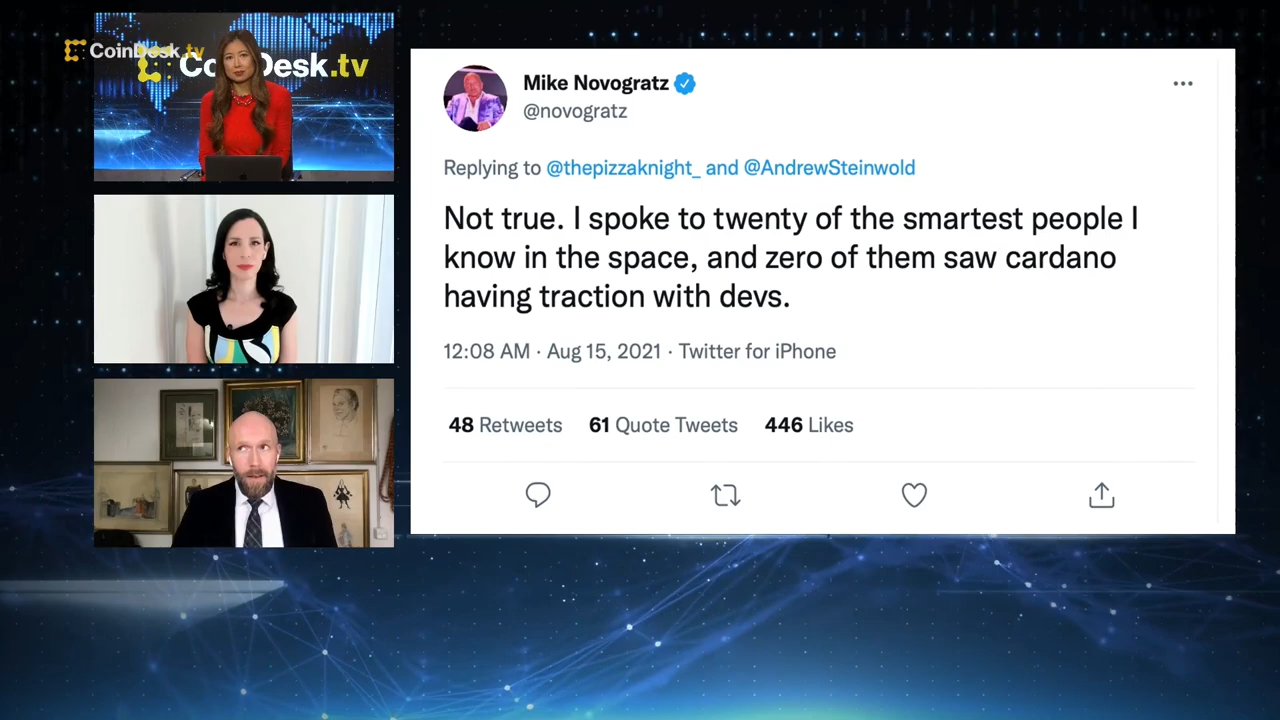 CoinDesk.tv
Mike Novogratz
@novogratz
Replying to @thepizzaknight_ and @AndrewSteinwold
Not true. I spoke to twenty of the smartest people I
know in the space, and zero of them saw cardano
having traction with devs.
12:08 AM · Aug 15, 2021 · Twitter for iPhone
48 Retweets 61 Quote Tweets 446 Likes